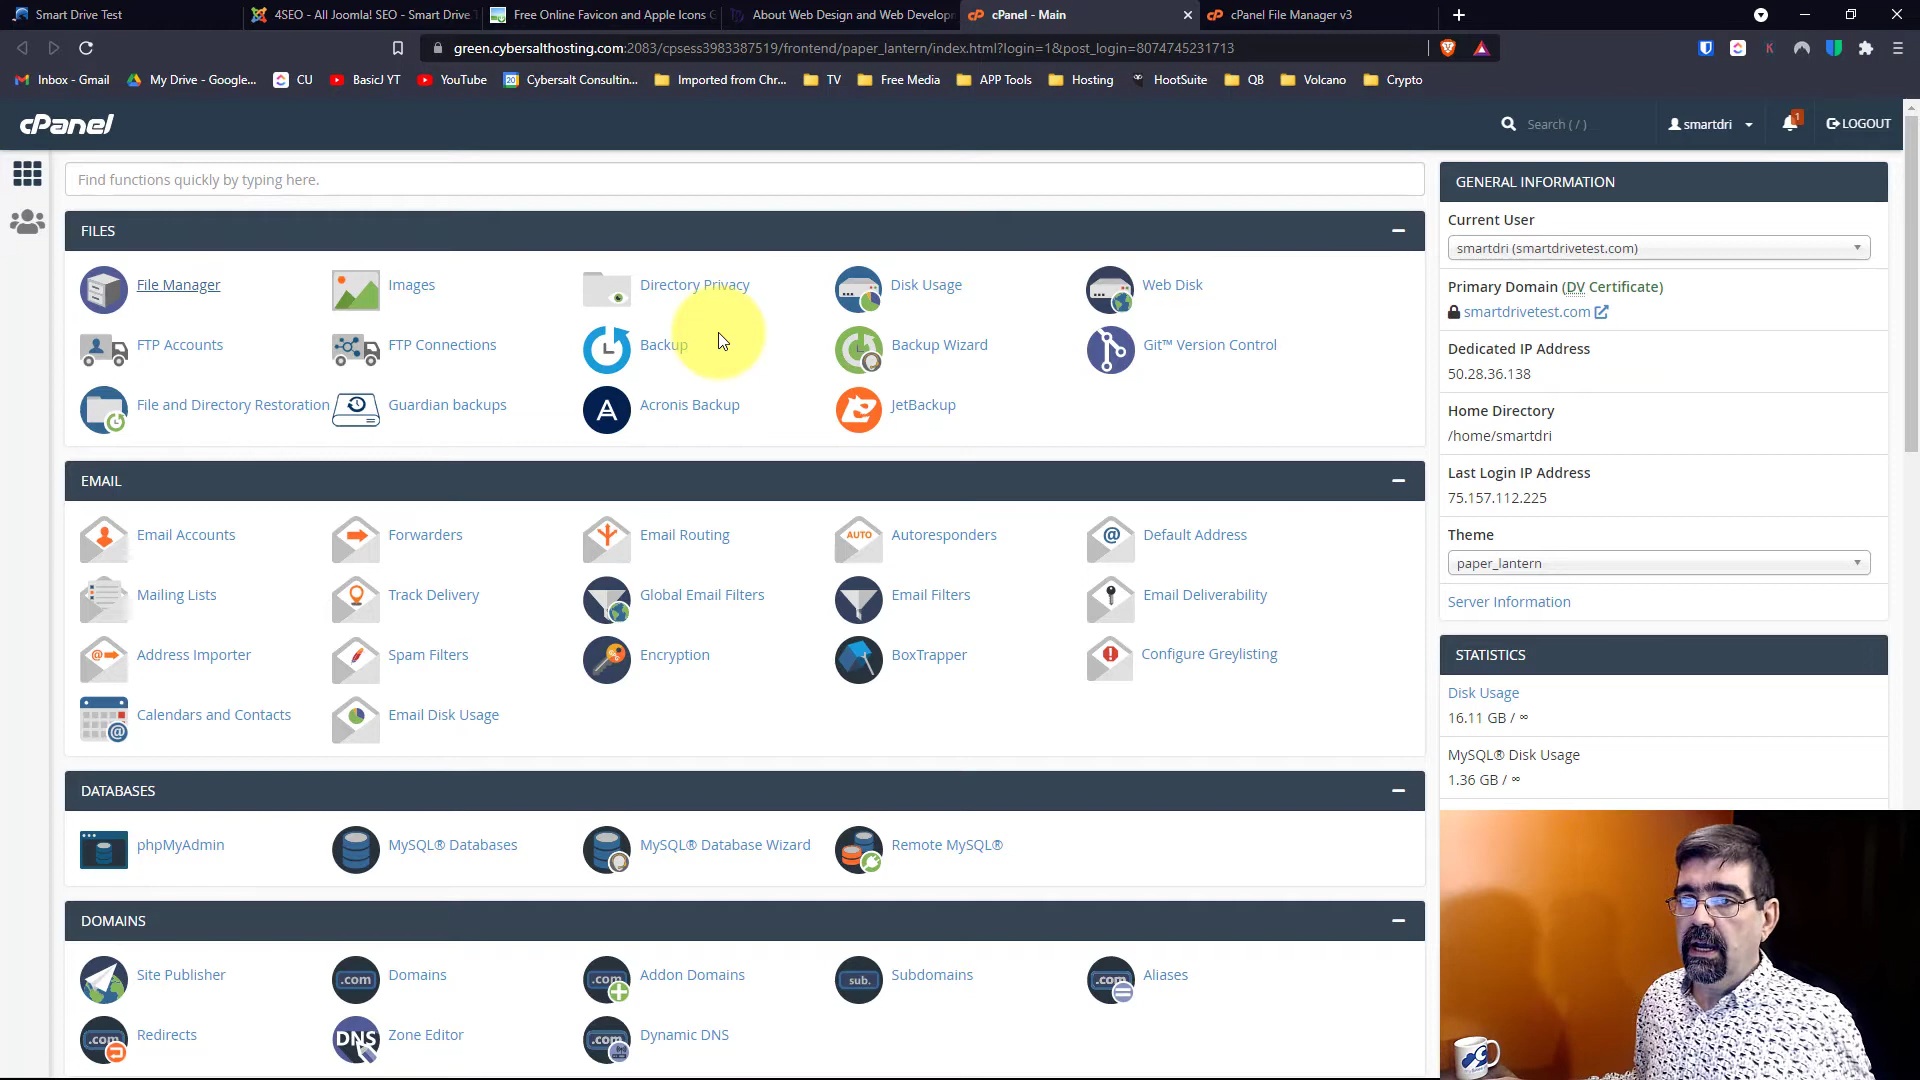 Smart Drive Test
4SEO - All Joomla! SEO - Smart Drive T
Free Online Favicon and Apple Icons G
About Web Design and Web Develop
cPanel - Main
cPanel File Manager v3
green.cybersalthosting.com:2083/cpsess3983387519/frontend/paper_lantern/index.html?login=1&post_login=8074745231713
Inbox - Gmail
My Drive - Google...
CU
BasicJ YT
YouTube
Cybersalt Consultin...
Imported from Chr...
TV
Free Media
APP Tools
Hosting
HootSuite
QB
Volcano
Crypto
cPanel
Search ( / )
smartdri
1
LOGOUT
Find functions quickly by typing here.
FILES
File Manager
Images
Directory Privacy
Disk Usage
Web Disk
FTP Accounts
FTP Connections
Backup
Backup Wizard
Git™ Version Control
File and Directory Restoration
Guardian backups
Acronis Backup
JetBackup
EMAIL
Email Accounts
Forwarders
Email Routing
AUTO
Autoresponders
Default Address
Mailing Lists
Track Delivery
Global Email Filters
Email Filters
Email Deliverability
Address Importer
Spam Filters
Encryption
BoxTrapper
Configure Greylisting
Calendars and Contacts
Email Disk Usage
DATABASES
phpMyAdmin
MySQL® Databases
MySQL® Database Wizard
Remote MySQL®
DOMAINS
Site Publisher
.com
Domains
.com
Addon Domains
sub.
Subdomains
.com
Aliases
.com
Redirects
DNS
Zone Editor
.com
Dynamic DNS
GENERAL INFORMATION
Current User
smartdri (smartdrivetest.com)
Primary Domain (DV Certificate)
smartdrivetest.com
Dedicated IP Address
50.28.36.138
Home Directory
/home/smartdri
Last Login IP Address
75.157.112.225
Theme
paper_lantern
Server Information
STATISTICS
Disk Usage
16.11 GB / ∞
MySQL® Disk Usage
1.36 GB / ∞